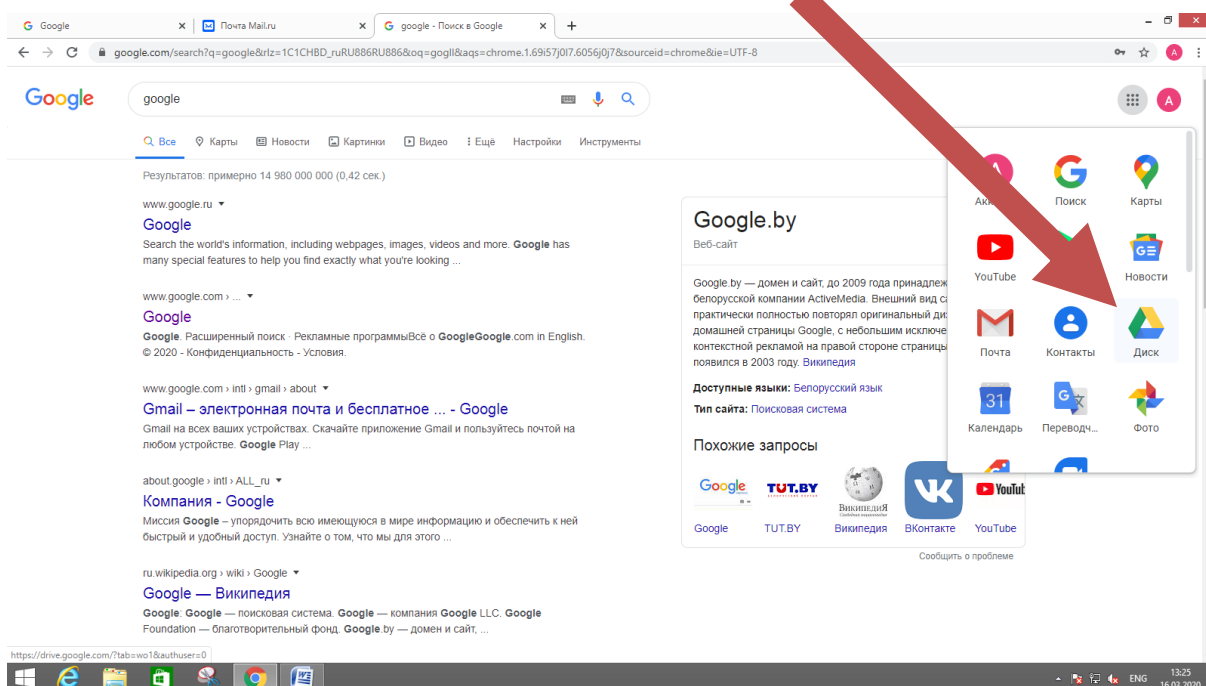 Google
Почта Mail.ru
google - Поиск в Google
google.com/search?q=google&rlz=1C1CHBD_ruRU886RU886&oq=gogll&aqs=chrome.1.69i57j0l7.6056j0j7&sourceid=chrome&ie=UTF-8
A
Google
google
A
Все Карты Новости Картинки Видео Ещё Настройки Инструменты
Результатов: примерно 14 980 000 000 (0,42 сек.)
www.google.ru
Google
Search the world's information, including webpages, images, videos and more. Google has
many special features to help you find exactly what you're looking ...
www.google.com › ...
Google
Google. Расширенный поиск · Рекламные программыВсё о GoogleGoogle.com in English.
© 2020 - Конфиденциальность - Условия.
www.google.com › intl › gmail › about
Gmail – электронная почта и бесплатное ... - Google
Gmail на всех ваших устройствах. Скачайте приложение Gmail и пользуйтесь почтой на
любом устройстве. Google Play ...
about.google › intl › ALL_ru
Компания - Google
Миссия Google – упорядочить всю имеющуюся в мире информацию и обеспечить к ней
быстрый и удобный доступ. Узнайте о том, что мы для этого ...
ru.wikipedia.org › wiki › Google
Google — Википедия
Google: Google — поисковая система. Google — компания Google LLC. Google
Foundation — благотворительный фонд. Google.by — домен и сайт, ...
Google.by
Веб-сайт
Google.by — домен и сайт, до 2009 года
белорусской компании ActiveMedia. Внешний вид
практически полностью повторял оригинальный
домашней страницы Google, с небольшим
контекстной рекламой на правой стороне страницы
появился в 2003 году. Википедия
Доступные языки: Белорусский язык
Тип сайта: Поисковая система
Похожие запросы
Google
TUT.BY
ВикипедиЯ
YouTub
Google TUT.BY Википедия ВКонтакте YouTube
Сообщить о проблеме
Поиск Карты
YouTube Новости
Почта Контакты Диск
31
Календарь Переводч... Фото
https://drive.google.com/?tab=wo1&authuser=0
ENG
13:25
16.03.2020